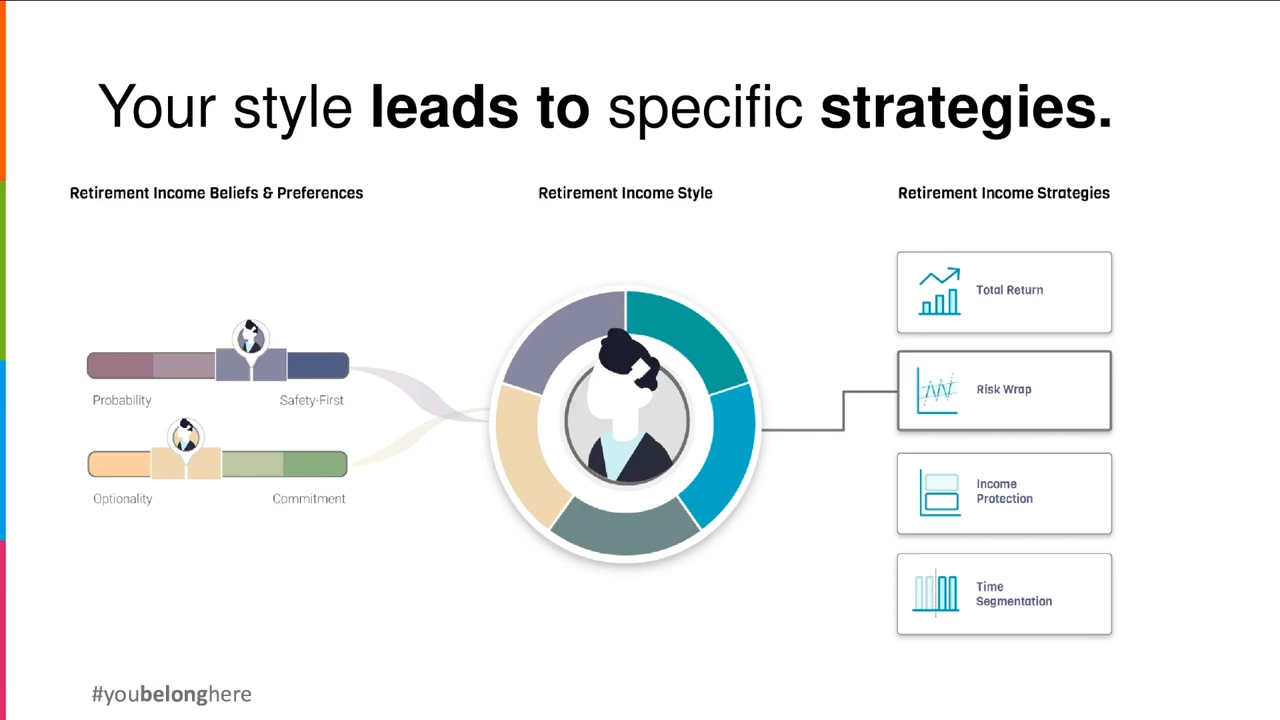 Your style leads to specific strategies.
Retirement Income Beliefs & Preferences
Retirement Income Style
Retirement Income Strategies
Probability
Safety-First
Optionality
Commitment
Total Return
Risk Wrap
Income
Protection
Time
Segmentation
#youbelonghere